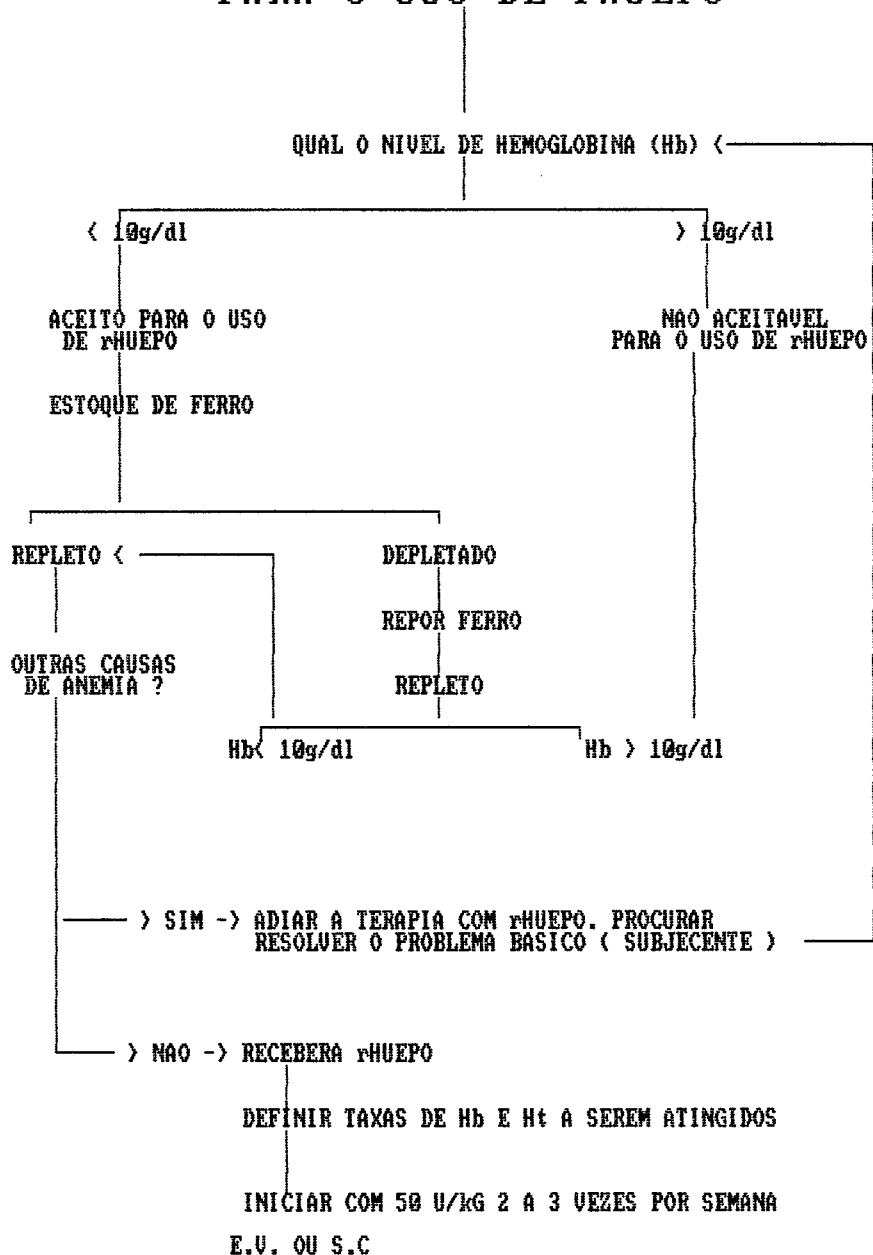 PARA O USO DE rHUEPO
QUAL O NIVEL DE HEMOGLOBINA (Hb) <
< 10g/dl
> 10g/dl
ACEITO PARA O USO
DE rHUEPO
NAO ACEITAVEL
PARA O USO DE rHUEPO
ESTOQUE DE FERRO
REPLETO <
DEPLETADO
REPOR FERRO
OUTRAS CAUSAS
DE ANEMIA ?
REPLETO
Hb< 10g/dl
Hb > 10g/dl
> SIM -> ADIAR A TERAPIA COM rHUEPO. PROCURAR
RESOLVER O PROBLEMA BASICO ( SUBJECENTE )
> NAO -> RECEBERA rHUEPO
DEFINIR TAXAS DE Hb E Ht A SEREM ATINGIDOS
INICIAR COM 50 U/kG 2 A 3 VEZES POR SEMANA
E.V. OU S.C